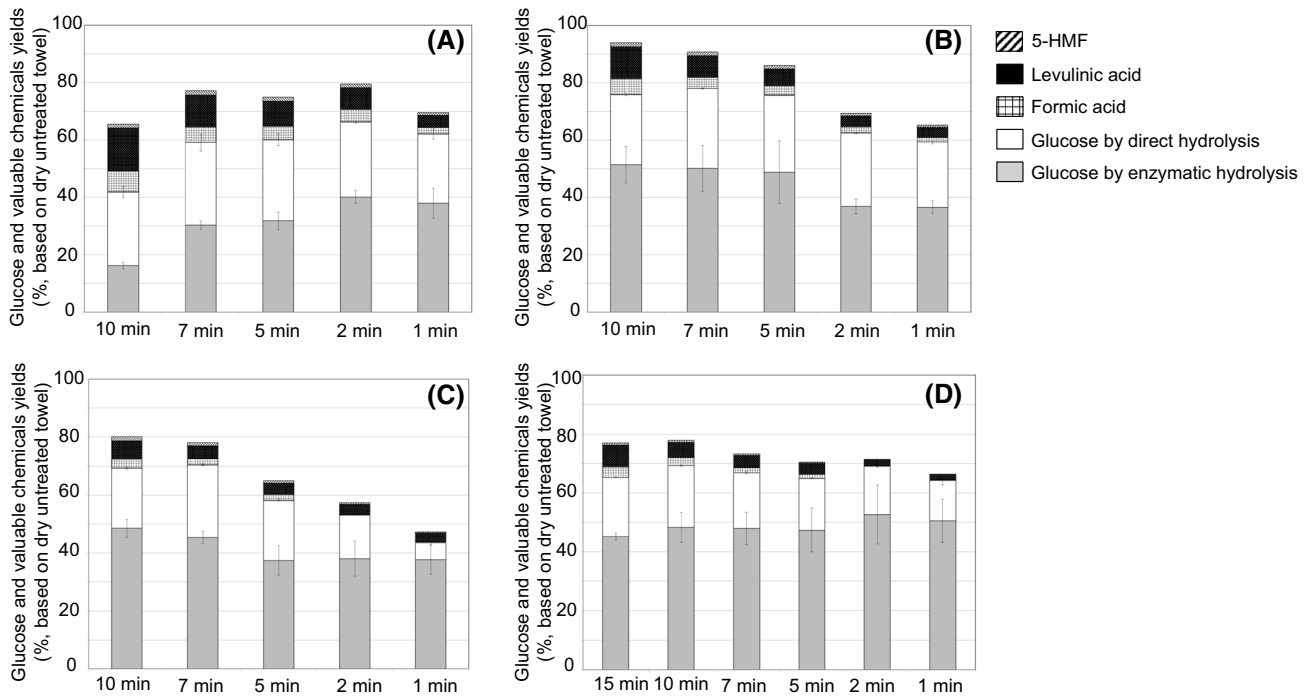 Glucose and valuable chemicals yields
(%, based on dry untreated towel)
100
80
60
40
20
0
(A)
10 min 7 min 5 min 2 min 1 min
Glucose and valuable chemicals yields
(%, based on dry untreated towel)
100
80
60
40
20
0
(B)
10 min 7 min 5 min 2 min 1 min
5-HMF
Levulinic acid
Formic acid
Glucose by direct hydrolysis
Glucose by enzymatic hydrolysis
Glucose and valuable chemicals yields
(%, based on dry untreated towel)
100
80
60
40
20
0
(C)
10 min 7 min 5 min 2 min 1 min
Glucose and valuable chemicals yields
(%, based on dry untreated towel)
100
80
60
40
20
0
(D)
15 min 10 min 7 min 5 min 2 min 1 min